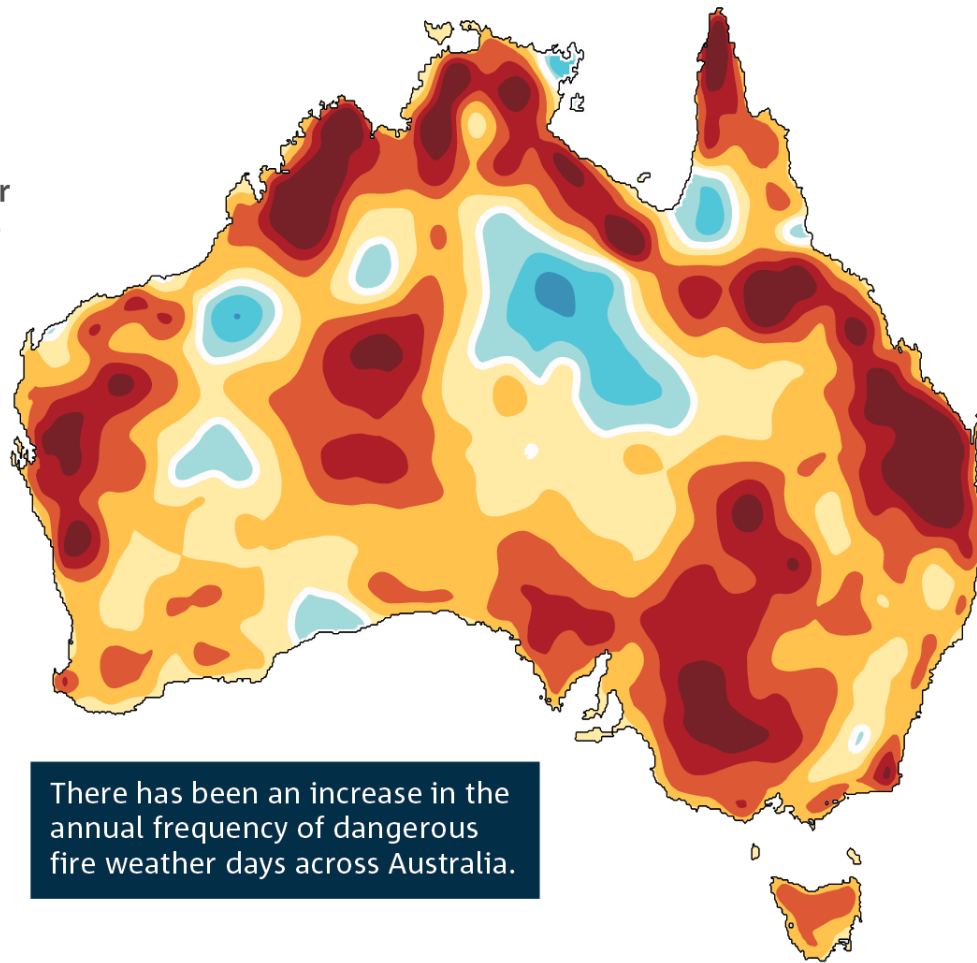 r
There has been an increase in the
annual frequency of dangerous
fire weather days across Australia.